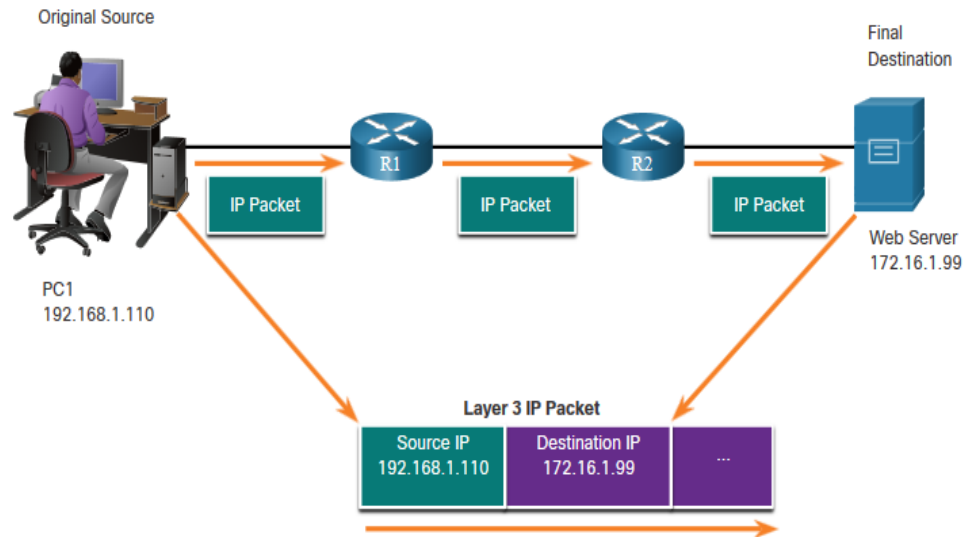 Original Source
Final
Destination
R1
R2
IP Packet
IP Packet
IP Packet
Web Server
172.16.1.99
PC1
192.168.1.110
Layer 3 IP Packet
Source IP
192.168.1.110
Destination IP
172.16.1.99
...